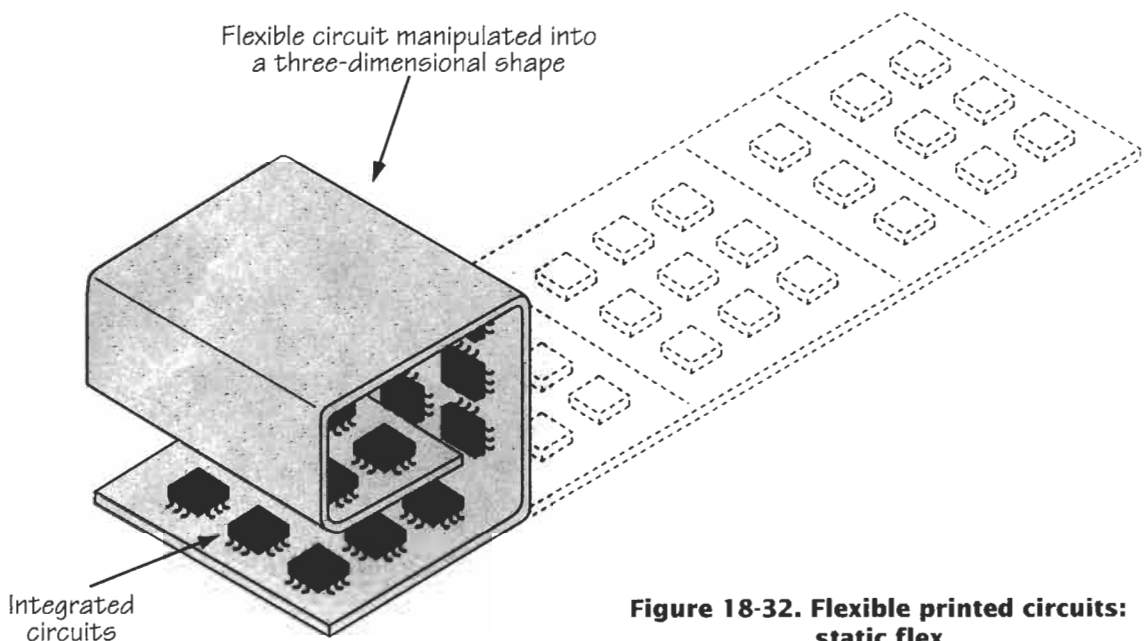 Flexible circuit manipulated into
a three-dimensional shape
Integrated
circuits
Figure 18-32. Flexible printed circuits:
static flex